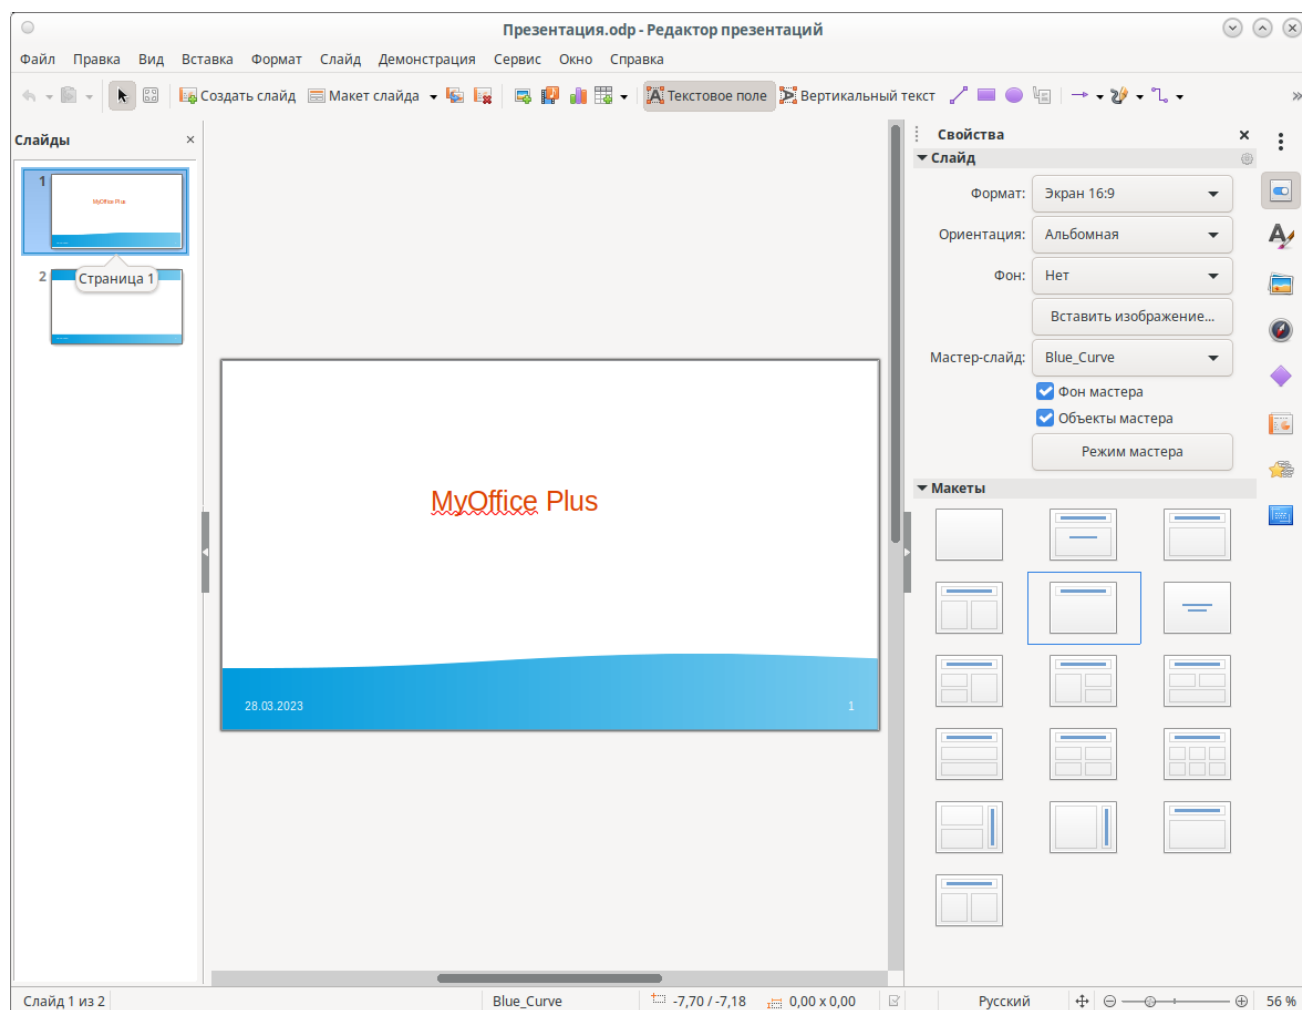 Презентация.odp - Редактор презентаций
Файл Правка Вид Вставка Формат Слайд Демонстрация Сервис Окно Справка
Создать слайд Макет слайда Текстовое поле Вертикальный текст
Слайды
1
MyOffice Plus
Страница 1
2
MyOffice Plus
28.03.2023 1
Свойства
Слайд
Формат: Экран 16:9
Ориентация: Альбомная
Фон: Нет
Вставить изображение...
Мастер-слайд: Blue_Curve
Фон мастера
Объекты мастера
Режим мастера
Макеты
Слайд 1 из 2 Blue_Curve -7,70 / -7,18 0,00 x 0,00 Русский 56 %